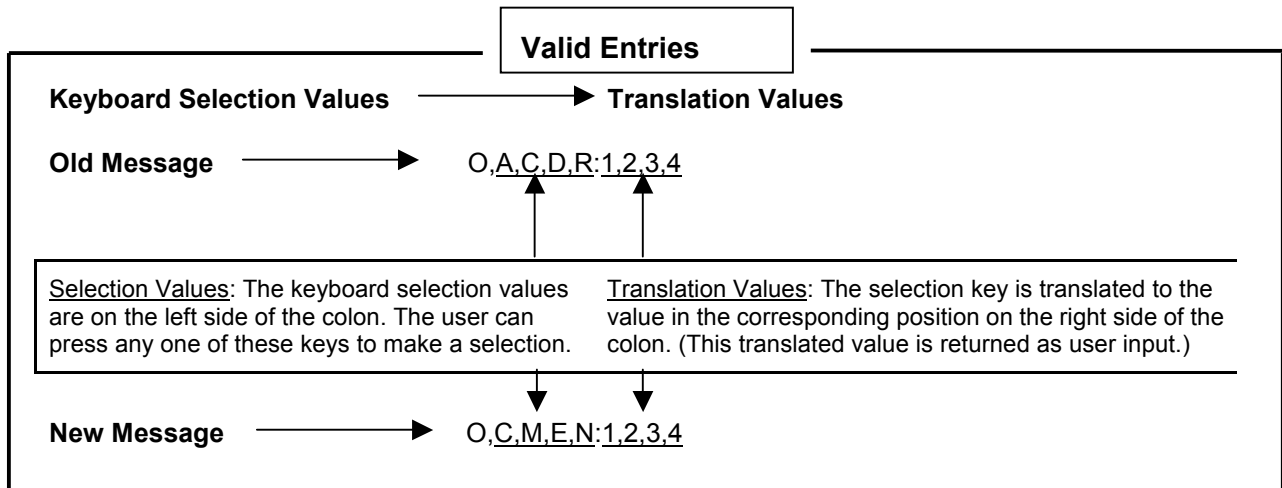 Valid Entries
Keyboard Selection Values Translation Values
Old Message O,A,C,D,R:1,2,3,4
Selection Values: The keyboard selection values
are on the left side of the colon. The user can
press any one of these keys to make a selection.
Translation Values: The selection key is translated to the
value in the corresponding position on the right side of the
colon. (This translated value is returned as user input.)
New Message O,C,M,E,N:1,2,3,4